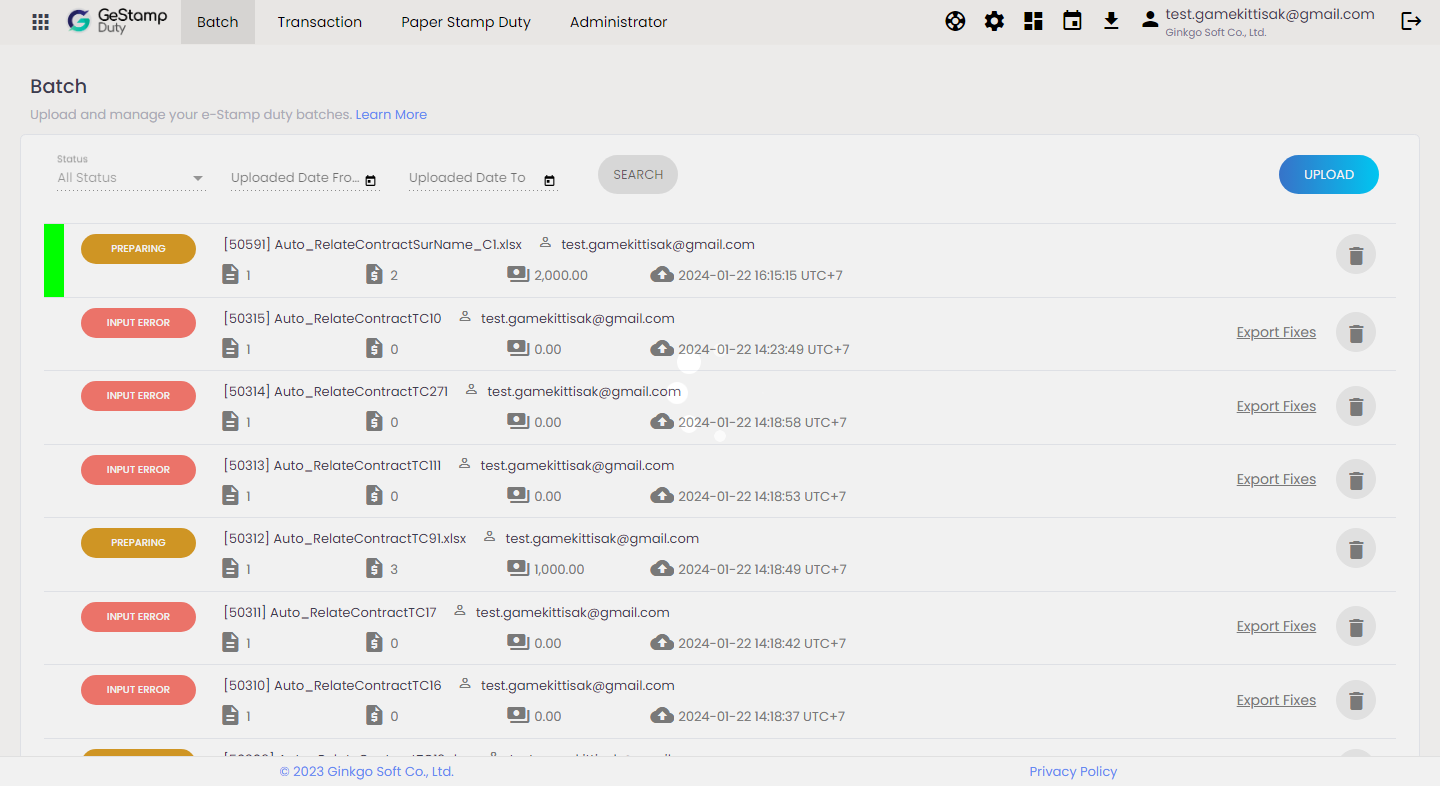 GeStamp Duty
Batch Transaction Paper Stamp Duty Administrator
test.gamekittisak@gmail.com
Ginkgo Soft Co., Ltd.
Batch
Upload and manage your e-Stamp duty batches. Learn More
Status
All Status Uploaded Date Fro... Uploaded Date To SEARCH UPLOAD
PREPARING [50591] Auto_RelateContractSurName_C1.xlsx test.gamekittisak@gmail.com
1 2 2,000.00 2024-01-22 16:15:15 UTC+7
INPUT ERROR [50315] Auto_RelateContractTC10 test.gamekittisak@gmail.com
1 0 0.00 2024-01-22 14:23:49 UTC+7 Export Fixes
INPUT ERROR [50314] Auto_RelateContractTC271 test.gamekittisak@gmail.com
1 0 0.00 2024-01-22 14:18:58 UTC+7 Export Fixes
INPUT ERROR [50313] Auto_RelateContractTC111 test.gamekittisak@gmail.com
1 0 0.00 2024-01-22 14:18:53 UTC+7 Export Fixes
PREPARING [50312] Auto_RelateContractTC91.xlsx test.gamekittisak@gmail.com
1 3 1,000.00 2024-01-22 14:18:49 UTC+7
INPUT ERROR [50311] Auto_RelateContractTC17 test.gamekittisak@gmail.com
1 0 0.00 2024-01-22 14:18:42 UTC+7 Export Fixes
INPUT ERROR [50310] Auto_RelateContractTC16 test.gamekittisak@gmail.com
1 0 0.00 2024-01-22 14:18:37 UTC+7 Export Fixes
© 2023 Ginkgo Soft Co., Ltd. Privacy Policy